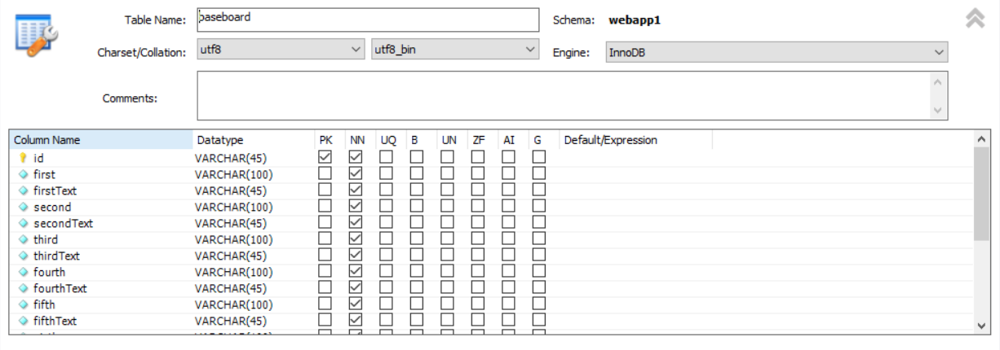 Table Name: baseboard Schema: webapp1
Charset/Collation: utf8 utf8_bin Engine: InnoDB
Comments:
Column Name Datatype PK NN UQ B UN ZF AI G Default/Expression
id VARCHAR(45)
first VARCHAR(100)
firstText VARCHAR(45)
second VARCHAR(100)
secondText VARCHAR(45)
third VARCHAR(100)
thirdText VARCHAR(45)
fourth VARCHAR(100)
fourthText VARCHAR(45)
fifth VARCHAR(100)
fifthText VARCHAR(45)